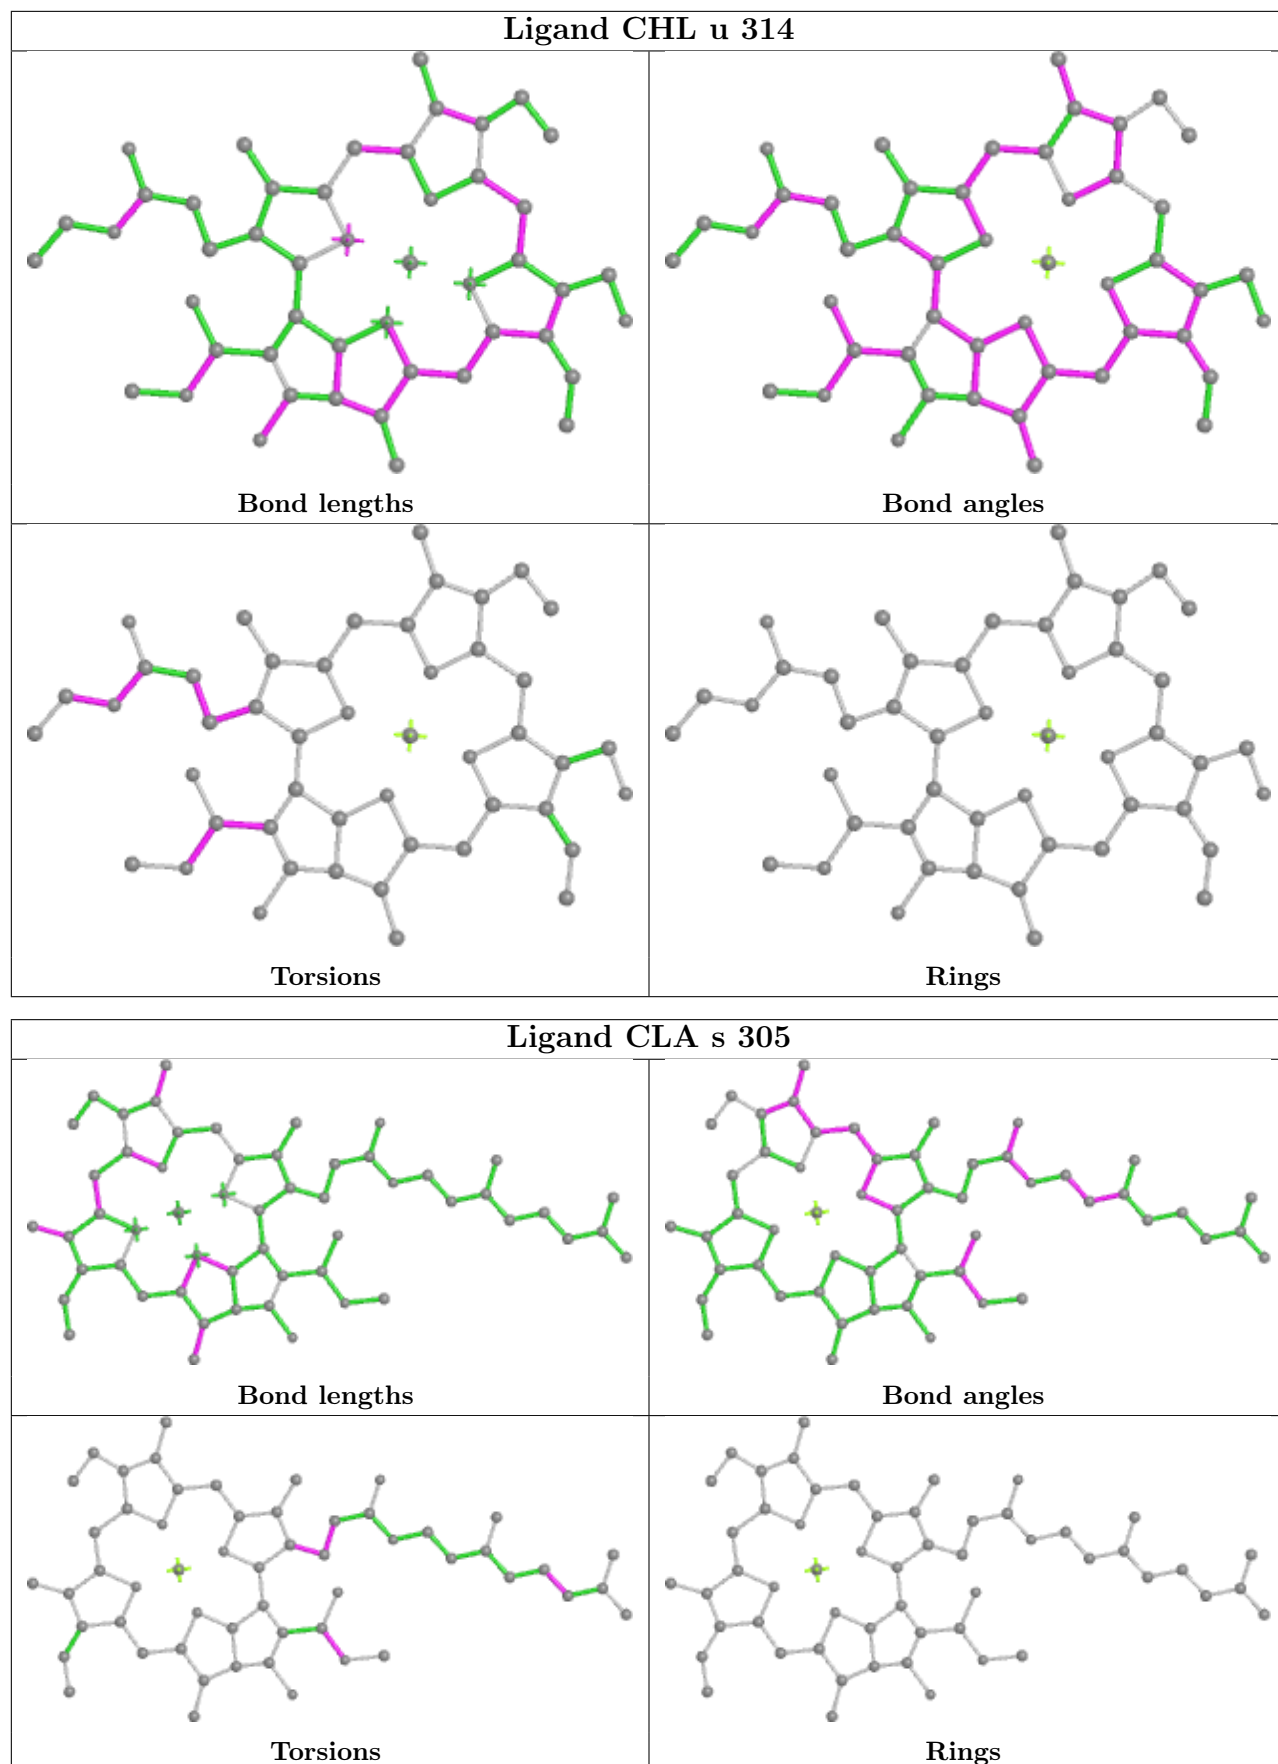 Ligand CHL u 314
Bond lengths
Bond angles
Torsions
Rings
Ligand CLA s 305
Bond lengths
Bond angles
Torsions
Rings